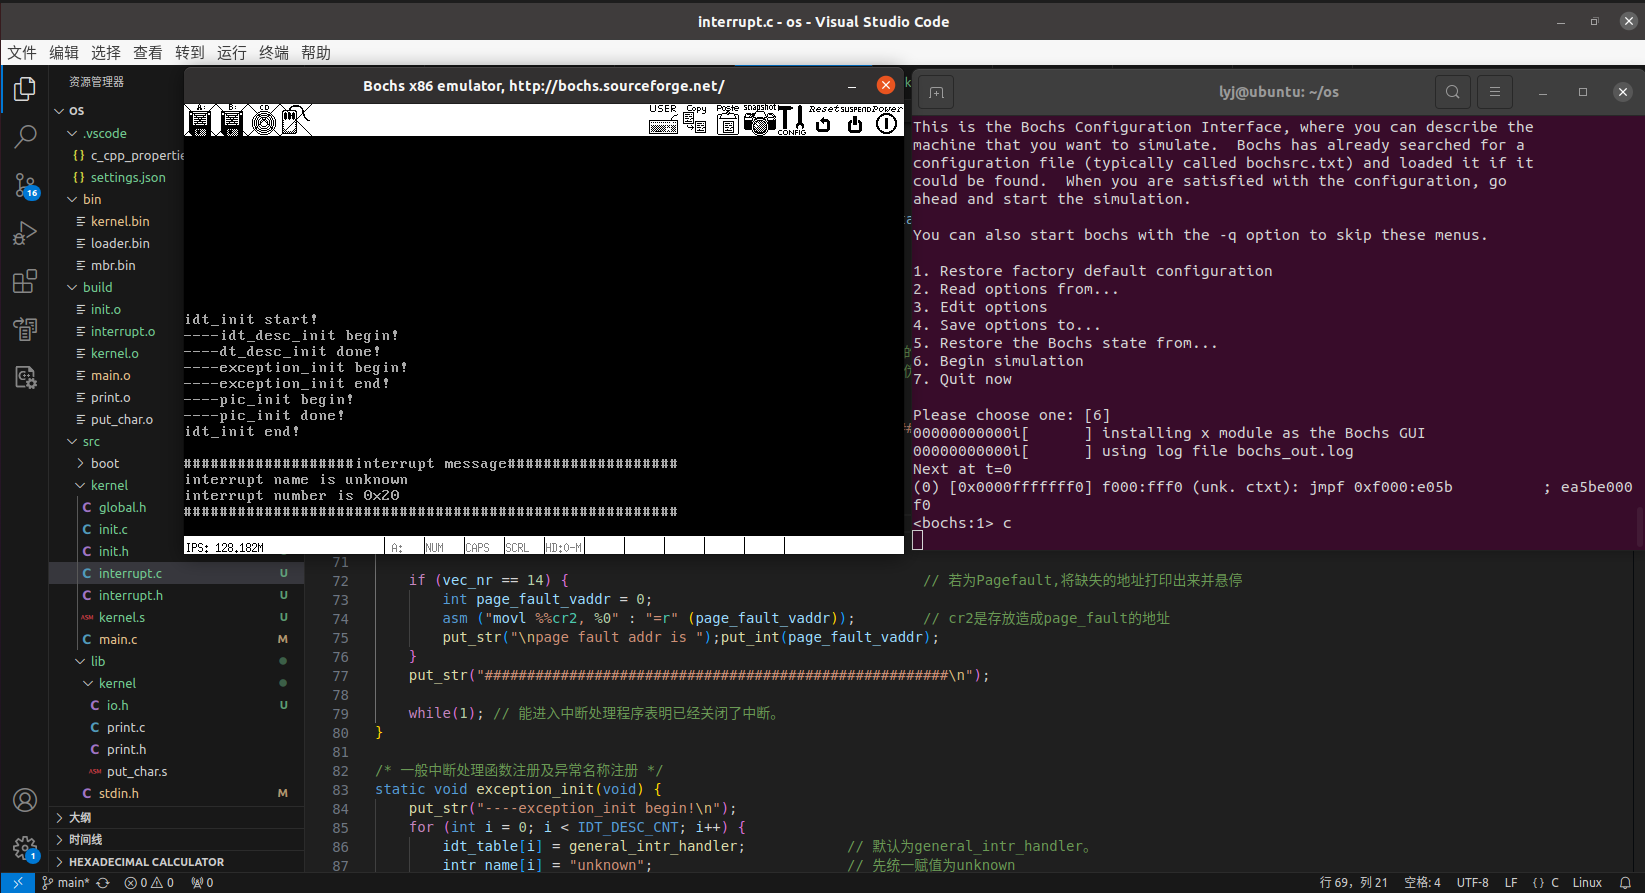 interrupt.c - os - Visual Studio Code
文件 编辑 选择 查看 转到 运行 终端 帮助
资源管理器
OS
.vscode
{} c_cpp_propertie
{} settings.json
16
bin
kernel.bin
loader.bin
mbr.bin
build
init.o
interrupt.o
kernel.o
main.o
print.o
put_char.o
src
boot
kernel
C global.h
C init.c
C init.h
C interrupt.c U
C interrupt.h U
ASM kernel.s U
C main.c M
lib
kernel
C io.h U
C print.c
C print.h
ASM put_char.s
C stdin.h M
大纲
时间线
HEXADECIMAL CALCULATOR
1
Bochs x86 emulator, http://bochs.sourceforge.net/
A: B: CD USER Copy Paste snapshot CONFIG Reset SUSPEND Power
idt_init start!
----idt_desc_init begin!
----dt_desc_init done!
----exception_init begin!
----exception_init end!
----pic_init begin!
----pic_init done!
idt_init end!
###################interrupt message###################
interrupt name is unknown
interrupt number is 0x20
#######################################################
IPS: 128.182M A: NUM CAPS SCRL HD:0-M
lyj@ubuntu: ~/os
This is the Bochs Configuration Interface, where you can describe the
machine that you want to simulate.  Bochs has already searched for a
configuration file (typically called bochsrc.txt) and loaded it if it
could be found.  When you are satisfied with the configuration, go
ahead and start the simulation.
You can also start bochs with the -q option to skip these menus.
1. Restore factory default configuration
2. Read options from...
3. Edit options
4. Save options to...
5. Restore the Bochs state from...
6. Begin simulation
7. Quit now
Please choose one: [6]
00000000000i[      ] installing x module as the Bochs GUI
00000000000i[      ] using log file bochs_out.log
Next at t=0
(0) [0x0000fffffff0] f000:fff0 (unk. ctxt): jmpf 0xf000:e05b          ; ea5be000
f0
<bochs:1> c
71
72 if (vec_nr == 14) { // 若为Pagefault,将缺失的地址打印出来并悬停
73 int page_fault_vaddr = 0;
74 asm ("movl %%cr2, %0" : "=r" (page_fault_vaddr)); // cr2是存放造成page_fault的地址
75 put_str("\npage fault addr is ");put_int(page_fault_vaddr);
76 }
77 put_str("#######################################################\n");
78
79 while(1); // 能进入中断处理程序表明已经关闭了中断。
80 }
81
82 /* 一般中断处理函数注册及异常名称注册 */
83 static void exception_init(void) {
84 put_str("----exception_init begin!\n");
85 for (int i = 0; i < IDT_DESC_CNT; i++) {
86 idt_table[i] = general_intr_handler; // 默认为general_intr_handler。
87 intr_name[i] = "unknown"; // 先统一赋值为unknown
main* 0 0 0 行 69，列 21 空格: 4 UTF-8 LF {} C Linux